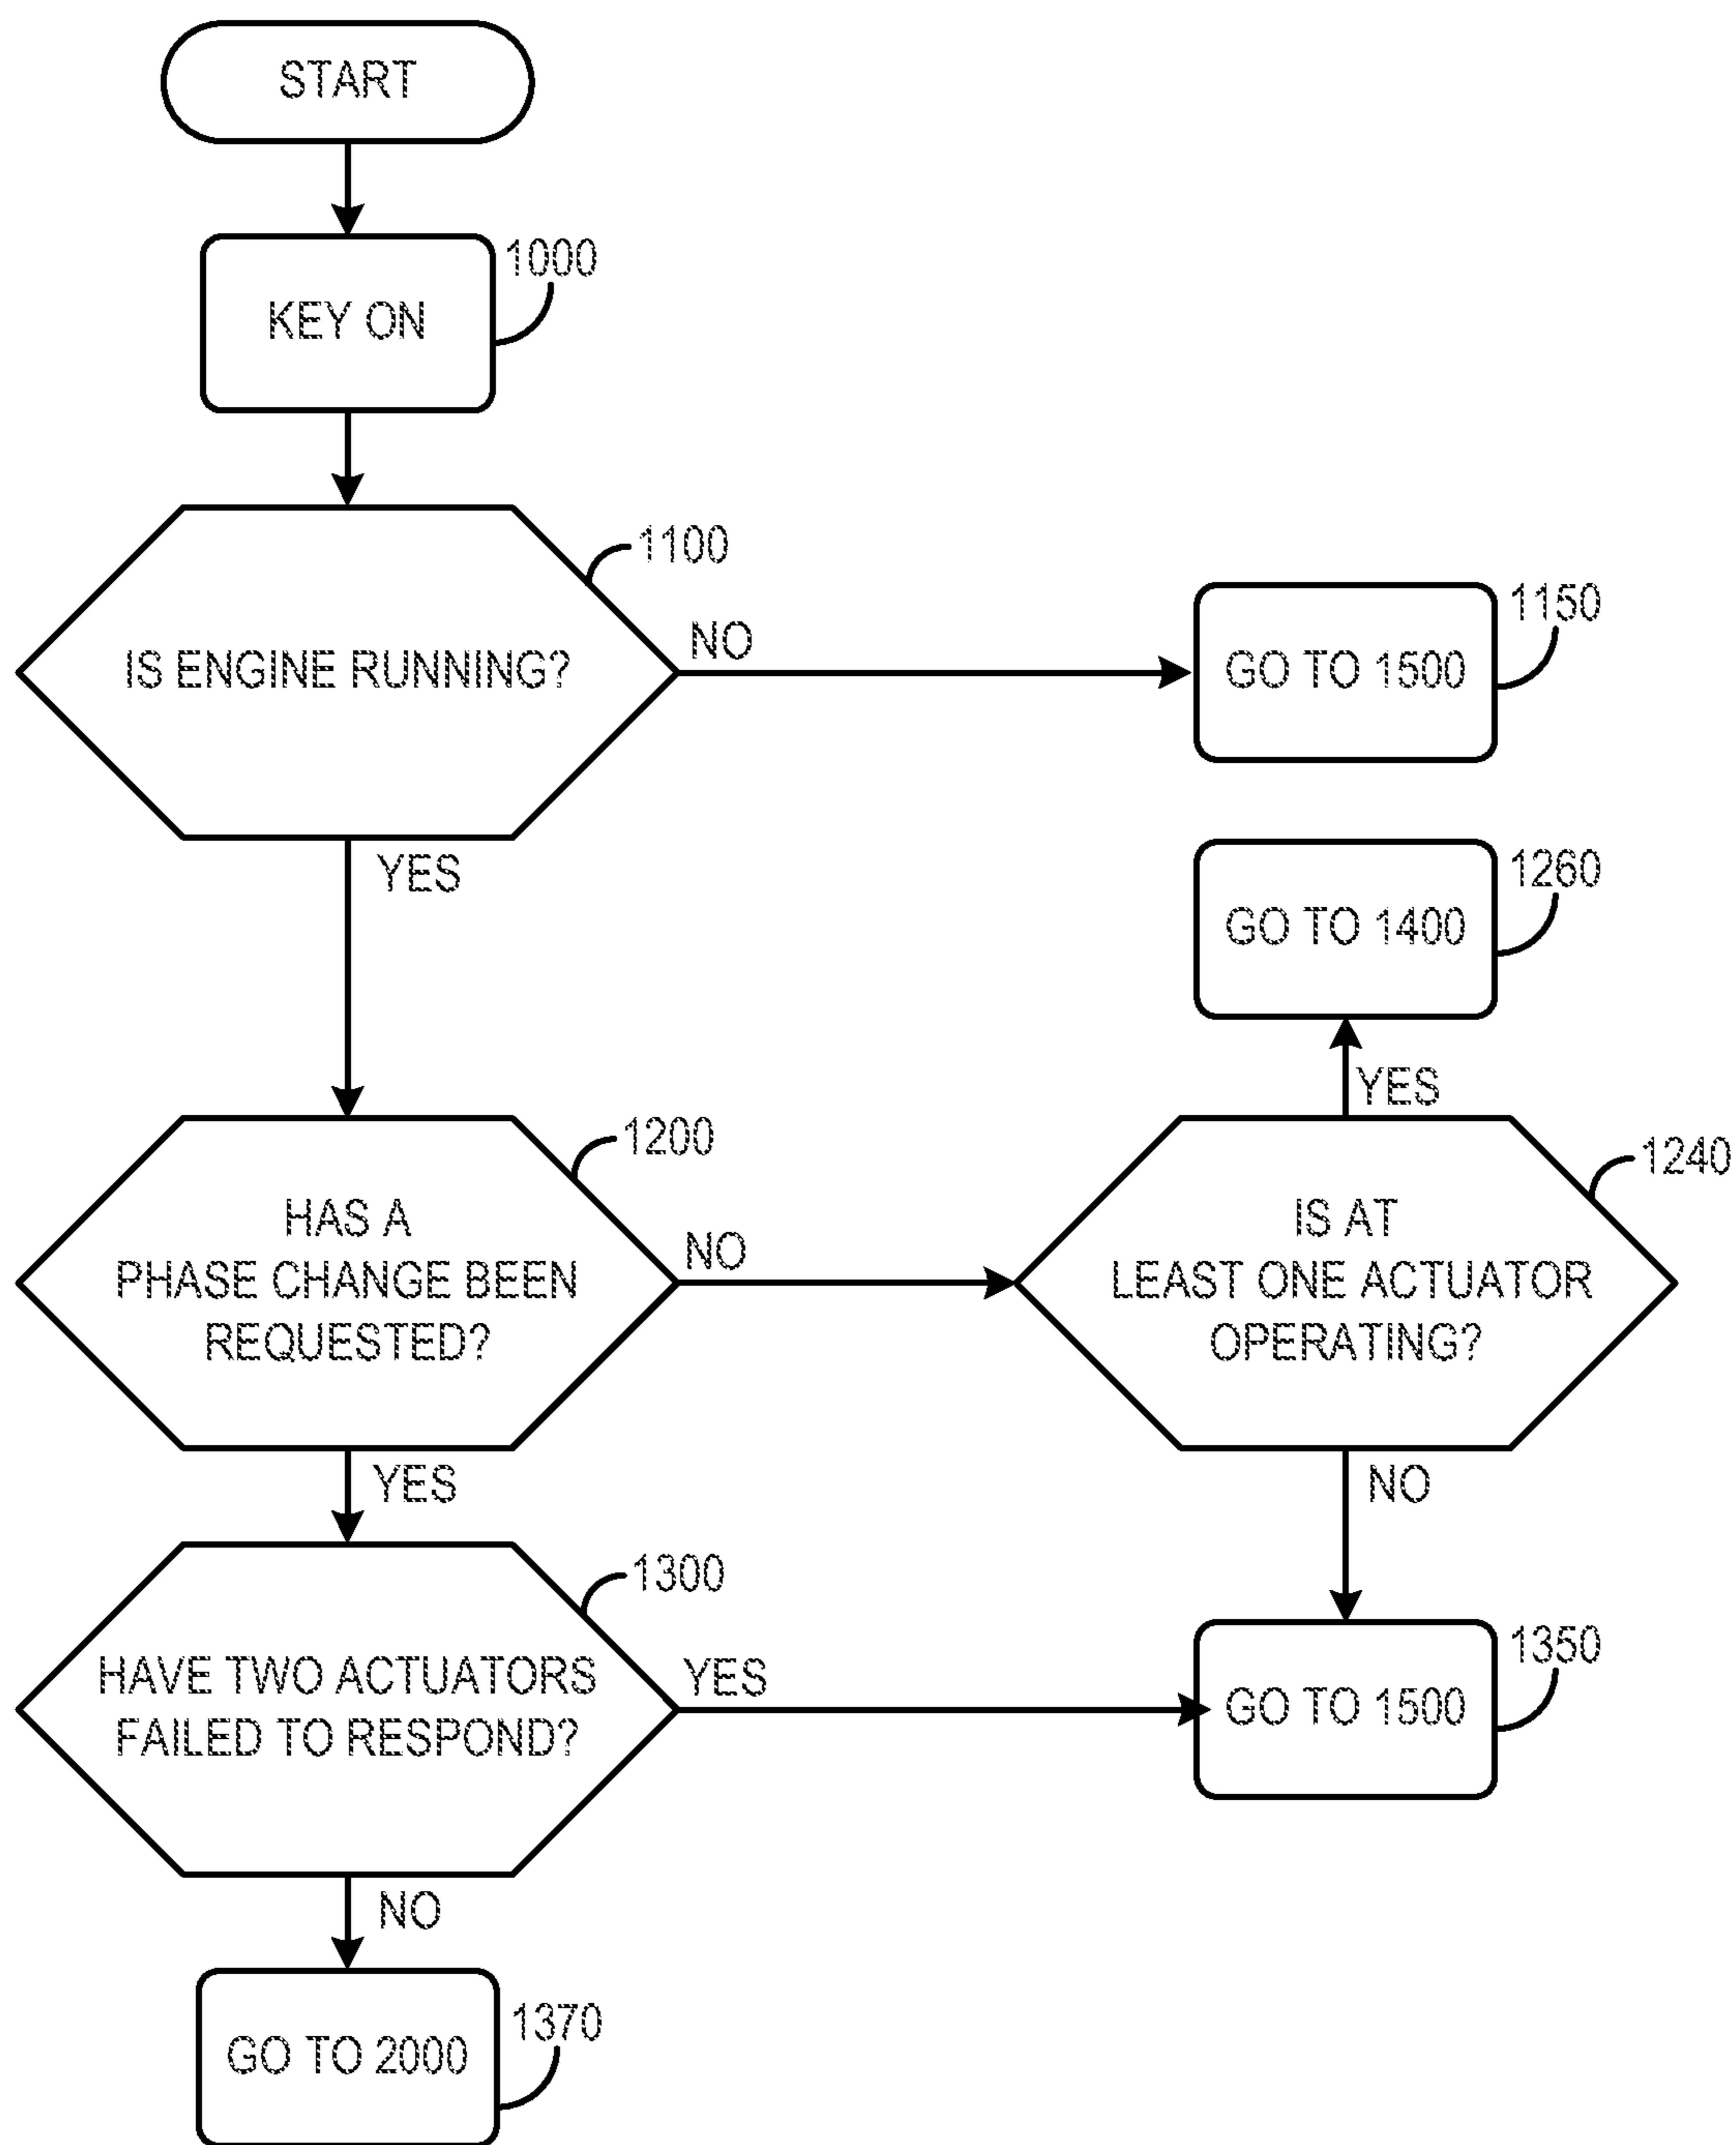 START
1000
KEY ON
1100
IS ENGINE RUNNING?
NO
1150
GO TO 1500
YES
1260
GO TO 1400
YES
1200
HAS A
PHASE CHANGE BEEN
REQUESTED?
NO
1240
IS AT
LEAST ONE ACTUATOR
OPERATING?
YES
NO
1300
HAVE TWO ACTUATORS
FAILED TO RESPOND?
YES
1350
GO TO 1500
NO
1370
GO TO 2000